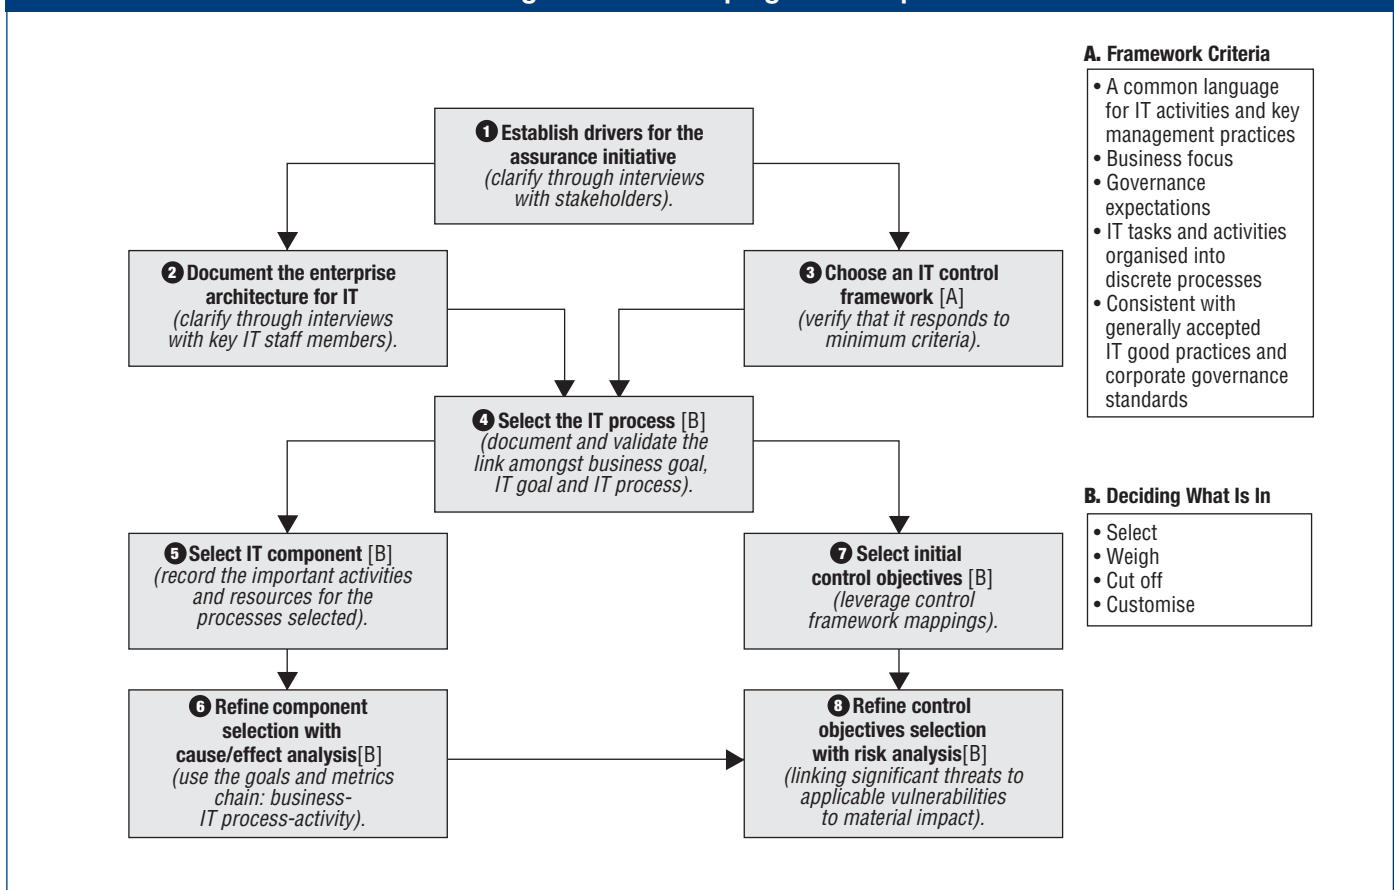 ❶ Establish drivers for the
assurance initiative
(clarify through interviews
with stakeholders).
❷ Document the enterprise
architecture for IT
(clarify through interviews
with key IT staff members).
❸ Choose an IT control
framework [A]
(verify that it responds to
minimum criteria).
❹ Select the IT process [B]
(document and validate the
link amongst business goal,
IT goal and IT process).
❺ Select IT component [B]
(record the important activities
and resources for the
processes selected).
❼ Select initial
control objectives [B]
(leverage control
framework mappings).
❻ Refine component
selection with
cause/effect analysis[B]
(use the goals and metrics
chain: business-
IT process-activity).
❽ Refine control
objectives selection
with risk analysis[B]
(linking significant threats to
applicable vulnerabilities
to material impact).
A. Framework Criteria
• A common language
for IT activities and key
management practices
• Business focus
• Governance
expectations
• IT tasks and activities
organised into
discrete processes
• Consistent with
generally accepted
IT good practices and
corporate governance
standards
B. Deciding What Is In
• Select
• Weigh
• Cut off
• Customise